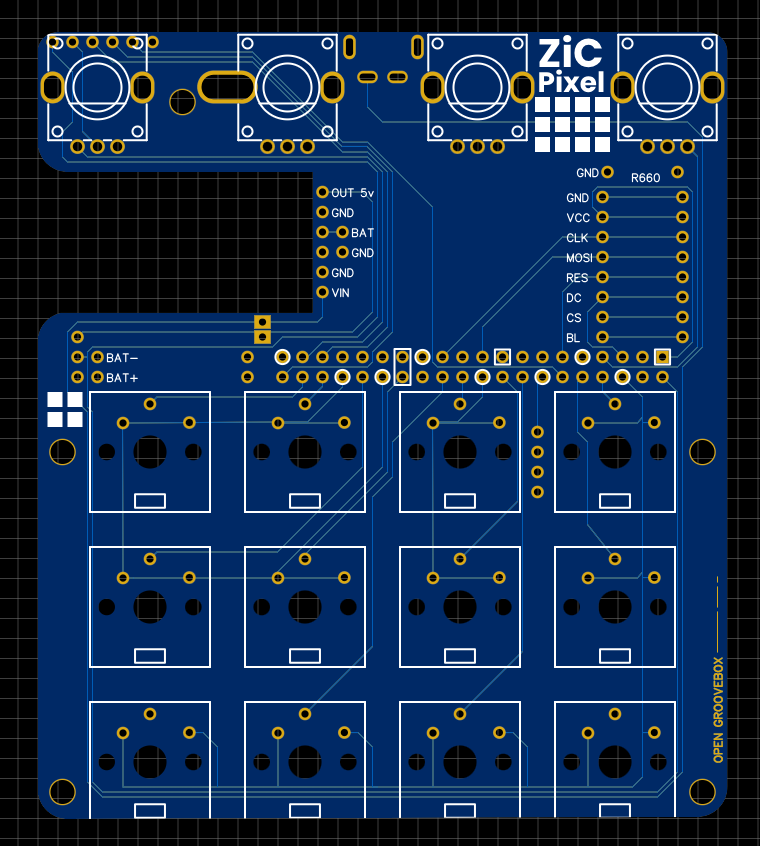 ZiC
Pixel
GND
R660
OUT 5v
GND
BAT
GND
GND
VIN
GND
VCC
CLK
MOSI
RES
DC
CS
BL
BAT-
BAT+
OPEN GROOVEBOX